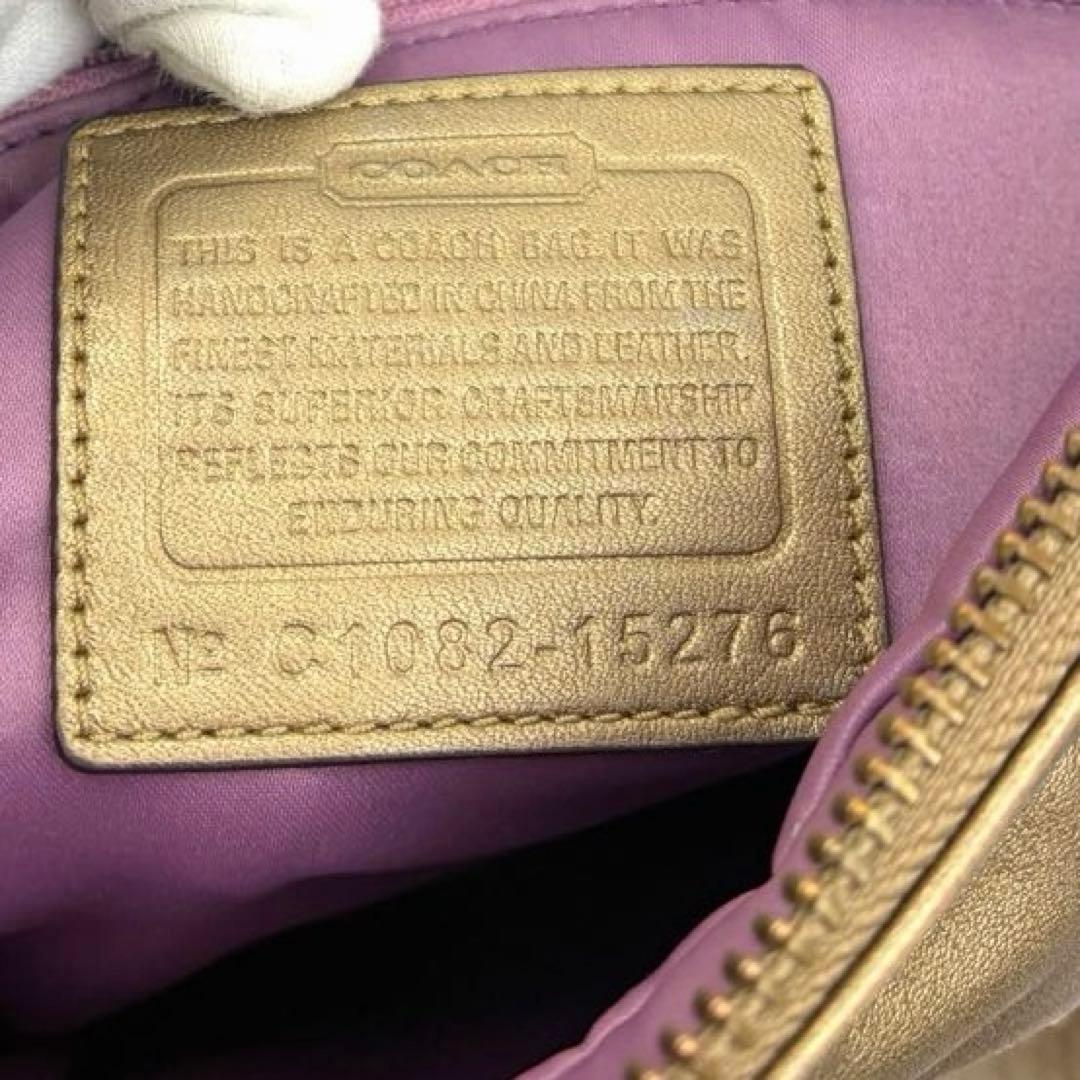 COACH
THIS IS A COACH BAG. IT WAS
HANDCRAFTED IN CHINA FROM THE
FINEST MATERIALS AND LEATHER.
ITS SUPERIOR CRAFTSMANSHIP
REFLECTS OUR COMMITMENT TO
ENDURING QUALITY.
No C1082-15276